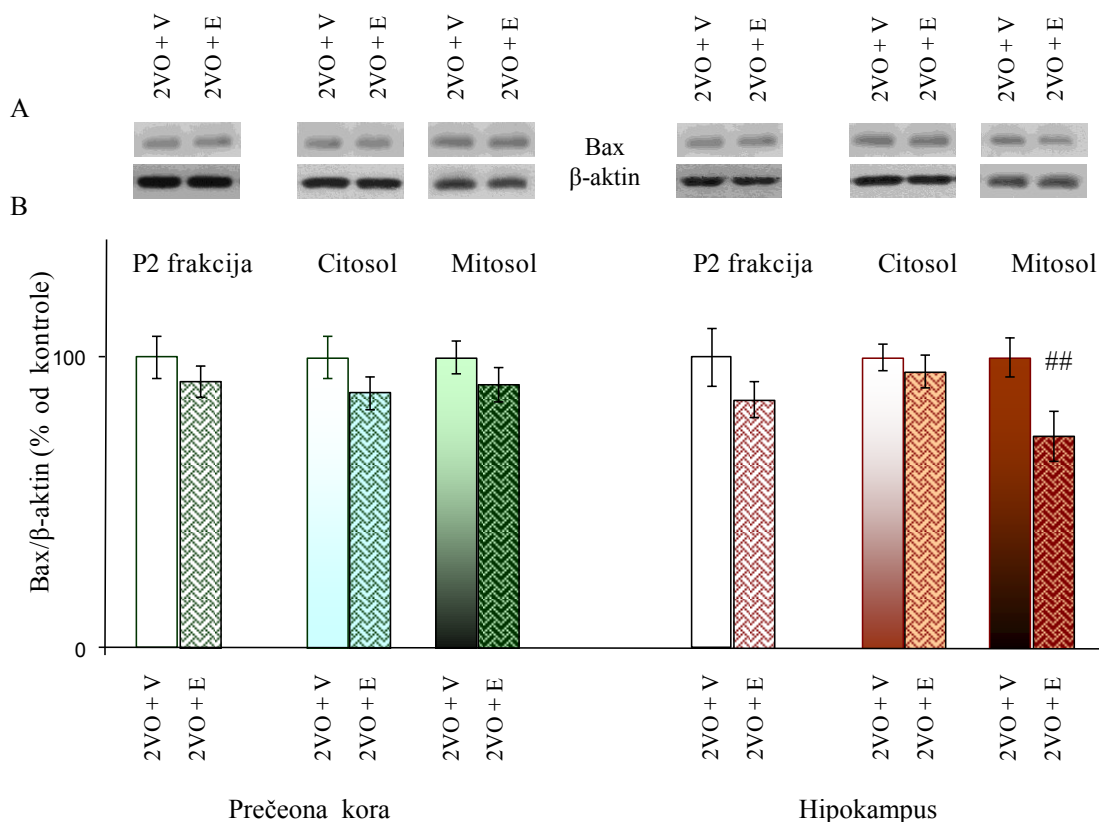 2VO + V 2VO + E 2VO + V 2VO + E 2VO + V 2VO + E 2VO + V 2VO + E 2VO + V 2VO + E 2VO + V 2VO + E
A
Bax
β-aktin
B
P2 frakcija Citosol Mitosol P2 frakcija Citosol Mitosol
Bax/β-aktin (% od kontrole)
100
##
0
2VO + V 2VO + E 2VO + V 2VO + E 2VO + V 2VO + E 2VO + V 2VO + E 2VO + V 2VO + E 2VO + V 2VO + E
Prečeona kora Hipokampus